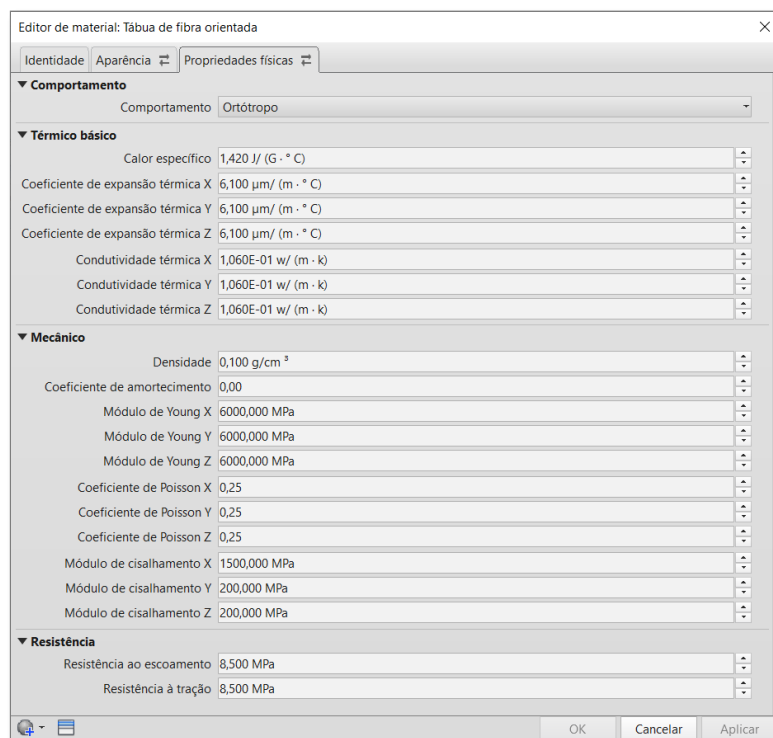 Editor de material: Tábua de fibra orientada
Identidade Aparência Propriedades físicas
Comportamento
Comportamento Ortótropo
Térmico básico
Calor específico 1,420 J/ (G · ° C)
Coeficiente de expansão térmica X 6,100 µm/ (m · ° C)
Coeficiente de expansão térmica Y 6,100 µm/ (m · ° C)
Coeficiente de expansão térmica Z 6,100 µm/ (m · ° C)
Condutividade térmica X 1,060E-01 w/ (m · k)
Condutividade térmica Y 1,060E-01 w/ (m · k)
Condutividade térmica Z 1,060E-01 w/ (m · k)
Mecânico
Densidade 0,100 g/cm ³
Coeficiente de amortecimento 0,00
Módulo de Young X 6000,000 MPa
Módulo de Young Y 6000,000 MPa
Módulo de Young Z 6000,000 MPa
Coeficiente de Poisson X 0,25
Coeficiente de Poisson Y 0,25
Coeficiente de Poisson Z 0,25
Módulo de cisalhamento X 1500,000 MPa
Módulo de cisalhamento Y 200,000 MPa
Módulo de cisalhamento Z 200,000 MPa
Resistência
Resistência ao escoamento 8,500 MPa
Resistência à tração 8,500 MPa
OK Cancelar Aplicar